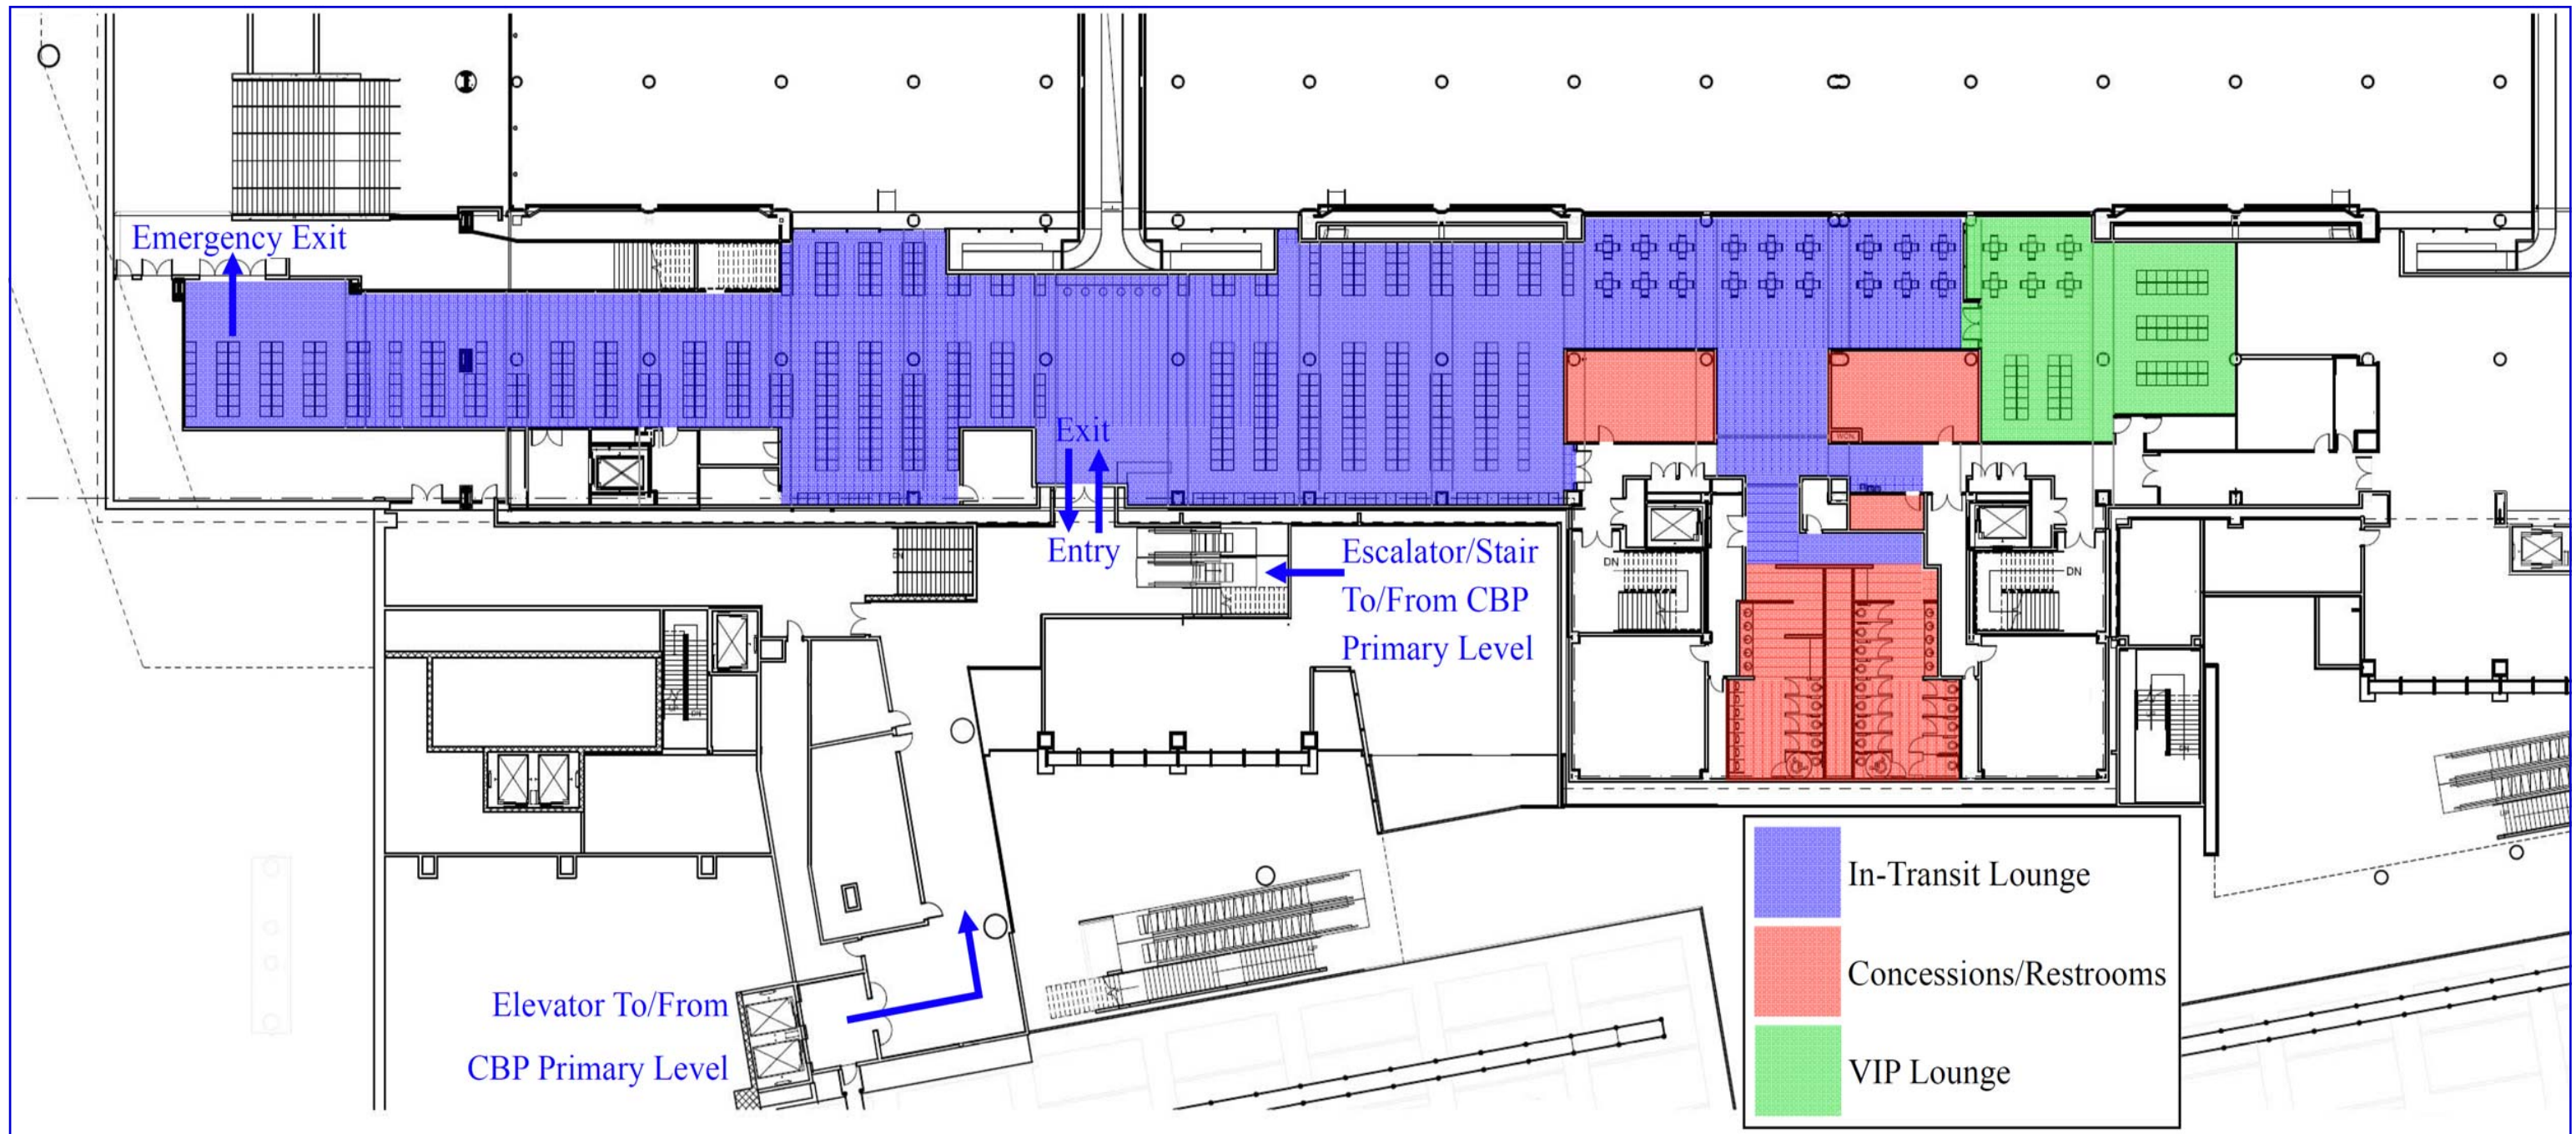 Emergency Exit
Exit
Entry
Escalator/Stair
To/From CBP
Primary Level
DN
DN
Elevator To/From
CBP Primary Level
In-Transit Lounge
Concessions/Restrooms
VIP Lounge